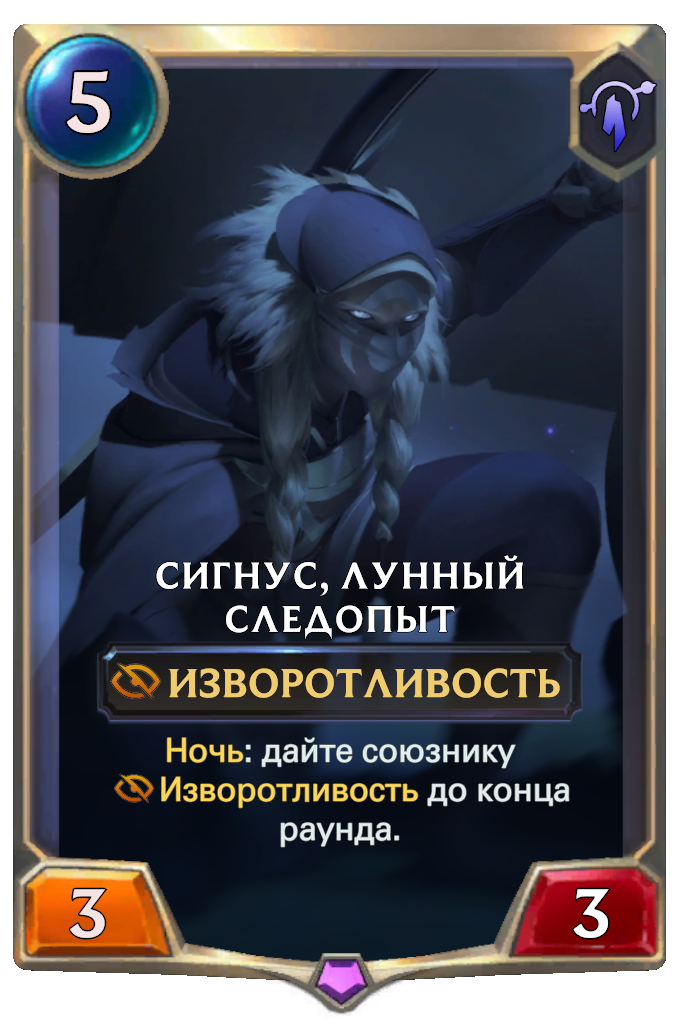 5
СИГНУС, ЛУННЫЙ
СЛЕДОПЫТ
ИЗВОРОТЛИВОСТЬ
Ночь: дайте союзнику
Изворотливость до конца
раунда.
3
3